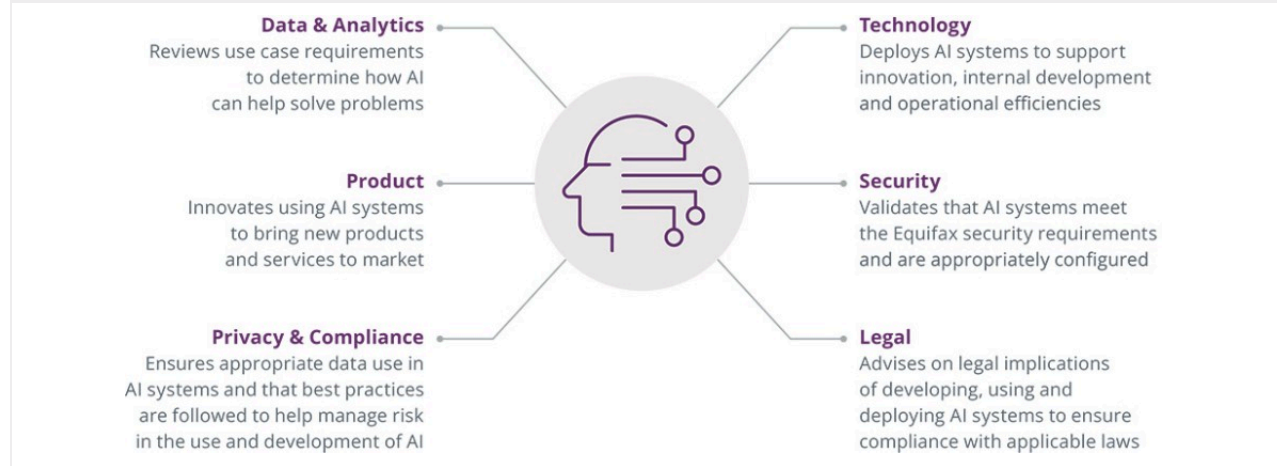 Data & Analytics
Reviews use case requirements
to determine how AI
can help solve problems
Product
Innovates using AI systems
to bring new products
and services to market
Privacy & Compliance
Ensures appropriate data use in
AI systems and that best practices
are followed to help manage risk
in the use and development of AI
Technology
Deploys AI systems to support
innovation, internal development
and operational efficiencies
Security
Validates that AI systems meet
the Equifax security requirements
and are appropriately configured
Legal
Advises on legal implications
of developing, using and
deploying AI systems to ensure
compliance with applicable laws